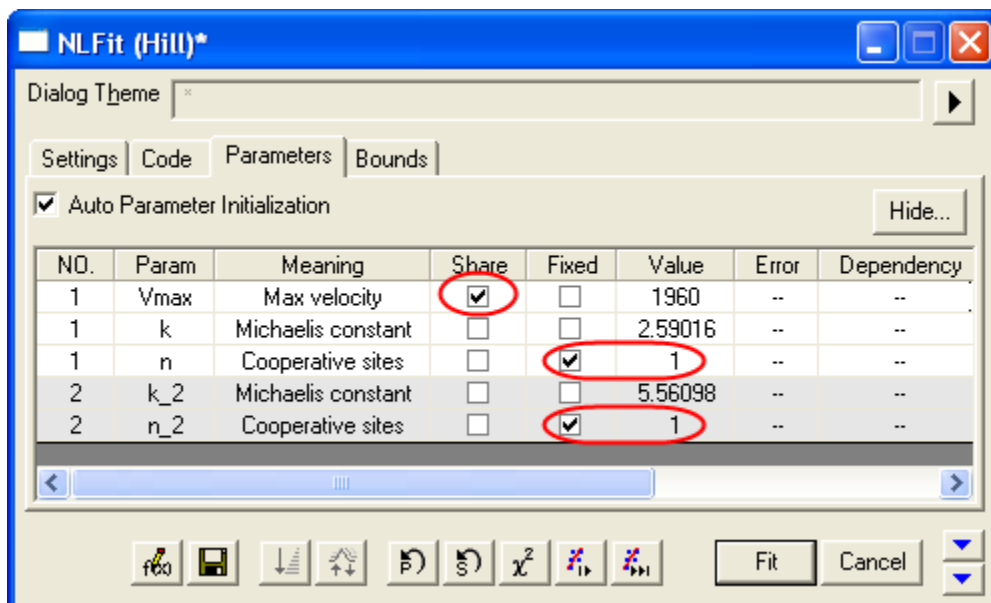 NLFit (Hill)*
Dialog Theme *
Settings Code Parameters Bounds
Auto Parameter Initialization Hide...
NO. Param Meaning Share Fixed Value Error Dependency
1 Vmax Max velocity 1960 -- --
1 k Michaelis constant 2.59016 -- --
1 n Cooperative sites 1 -- --
2 k_2 Michaelis constant 5.56098 -- --
2 n_2 Cooperative sites 1 -- --
P S χ² Fit Cancel